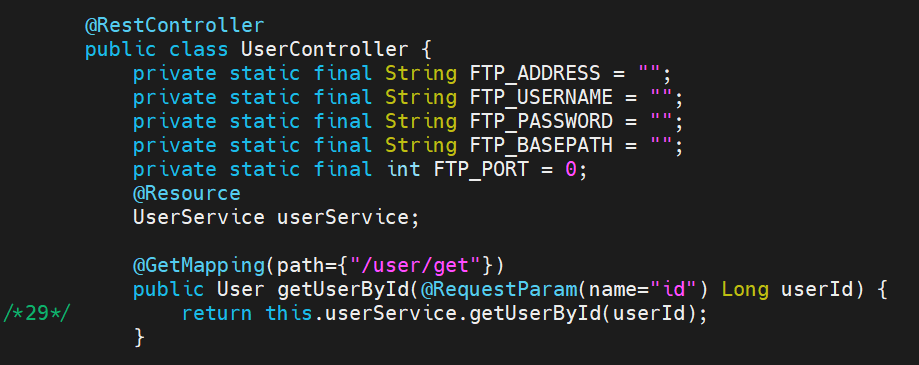 @RestController
public class UserController {
    private static final String FTP_ADDRESS = "";
    private static final String FTP_USERNAME = "";
    private static final String FTP_PASSWORD = "";
    private static final String FTP_BASEPATH = "";
    private static final int FTP_PORT = 0;
    @Resource
    UserService userService;

    @GetMapping(path={"/user/get"})
    public User getUserById(@RequestParam(name="id") Long userId) {
/*29*/        return this.userService.getUserById(userId);
    }